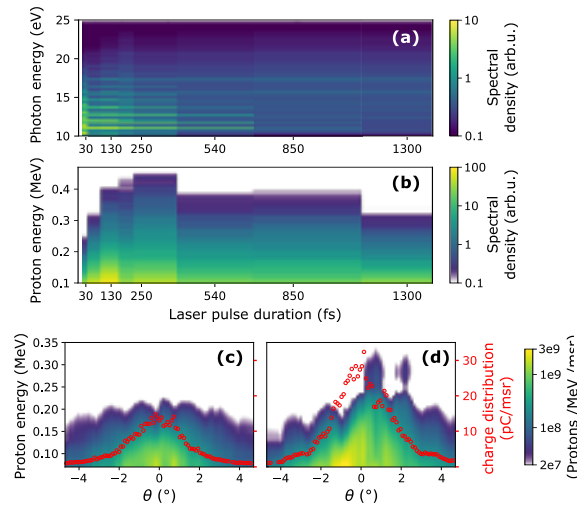 (a)
Photon energy (eV)
25
20
15
10
30 130 250 540 850 1300
10
1
0.1
Spectral
density (arb.u.)
(b)
Proton energy (MeV)
0.4
0.3
0.2
0.1
30 130 250 540 850 1300
Laser pulse duration (fs)
100
10
1
0.1
Spectral
density (arb.u.)
(c)
Proton energy (MeV)
0.35
0.30
0.25
0.20
0.15
0.10
−4 −2 0 2 4
θ (°)
(d)
−4 −2 0 2 4
θ (°)
30
20
10
charge distribution
(pC/msr)
3e9
1e9
1e8
2e7
(Protons /MeV /msr)